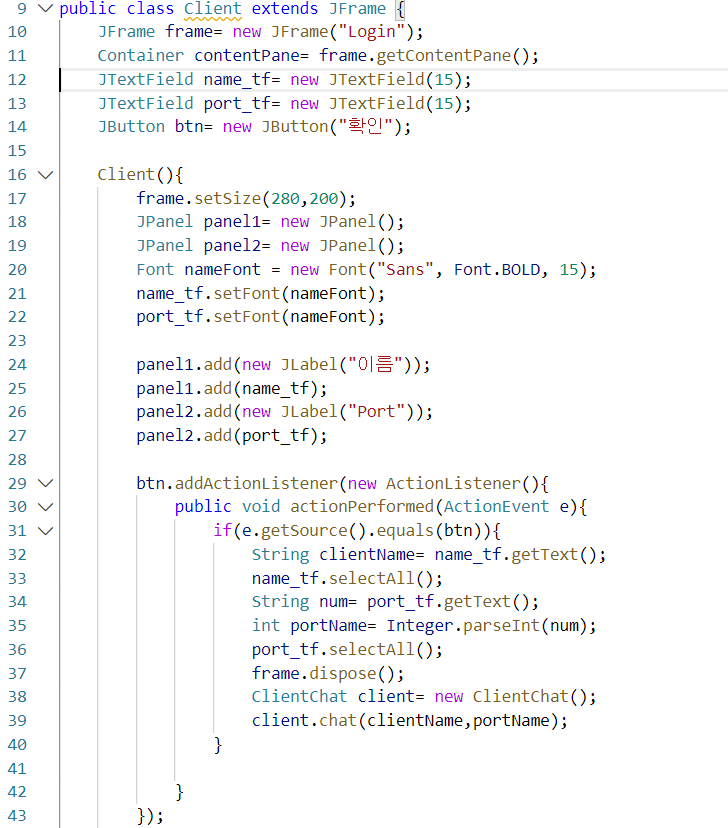 9 public class Client extends JFrame {
10 JFrame frame= new JFrame("Login");
11 Container contentPane= frame.getContentPane();
12 JTextField name_tf= new JTextField(15);
13 JTextField port_tf= new JTextField(15);
14 JButton btn= new JButton("확인");
15
16 Client(){
17 frame.setSize(280,200);
18 JPanel panel1= new JPanel();
19 JPanel panel2= new JPanel();
20 Font nameFont = new Font("Sans", Font.BOLD, 15);
21 name_tf.setFont(nameFont);
22 port_tf.setFont(nameFont);
23
24 panel1.add(new JLabel("이름"));
25 panel1.add(name_tf);
26 panel2.add(new JLabel("Port"));
27 panel2.add(port_tf);
28
29 btn.addActionListener(new ActionListener(){
30 public void actionPerformed(ActionEvent e){
31 if(e.getSource().equals(btn)){
32 String clientName= name_tf.getText();
33 name_tf.selectAll();
34 String num= port_tf.getText();
35 int portName= Integer.parseInt(num);
36 port_tf.selectAll();
37 frame.dispose();
38 ClientChat client= new ClientChat();
39 client.chat(clientName,portName);
40 }
41
42 }
43 });